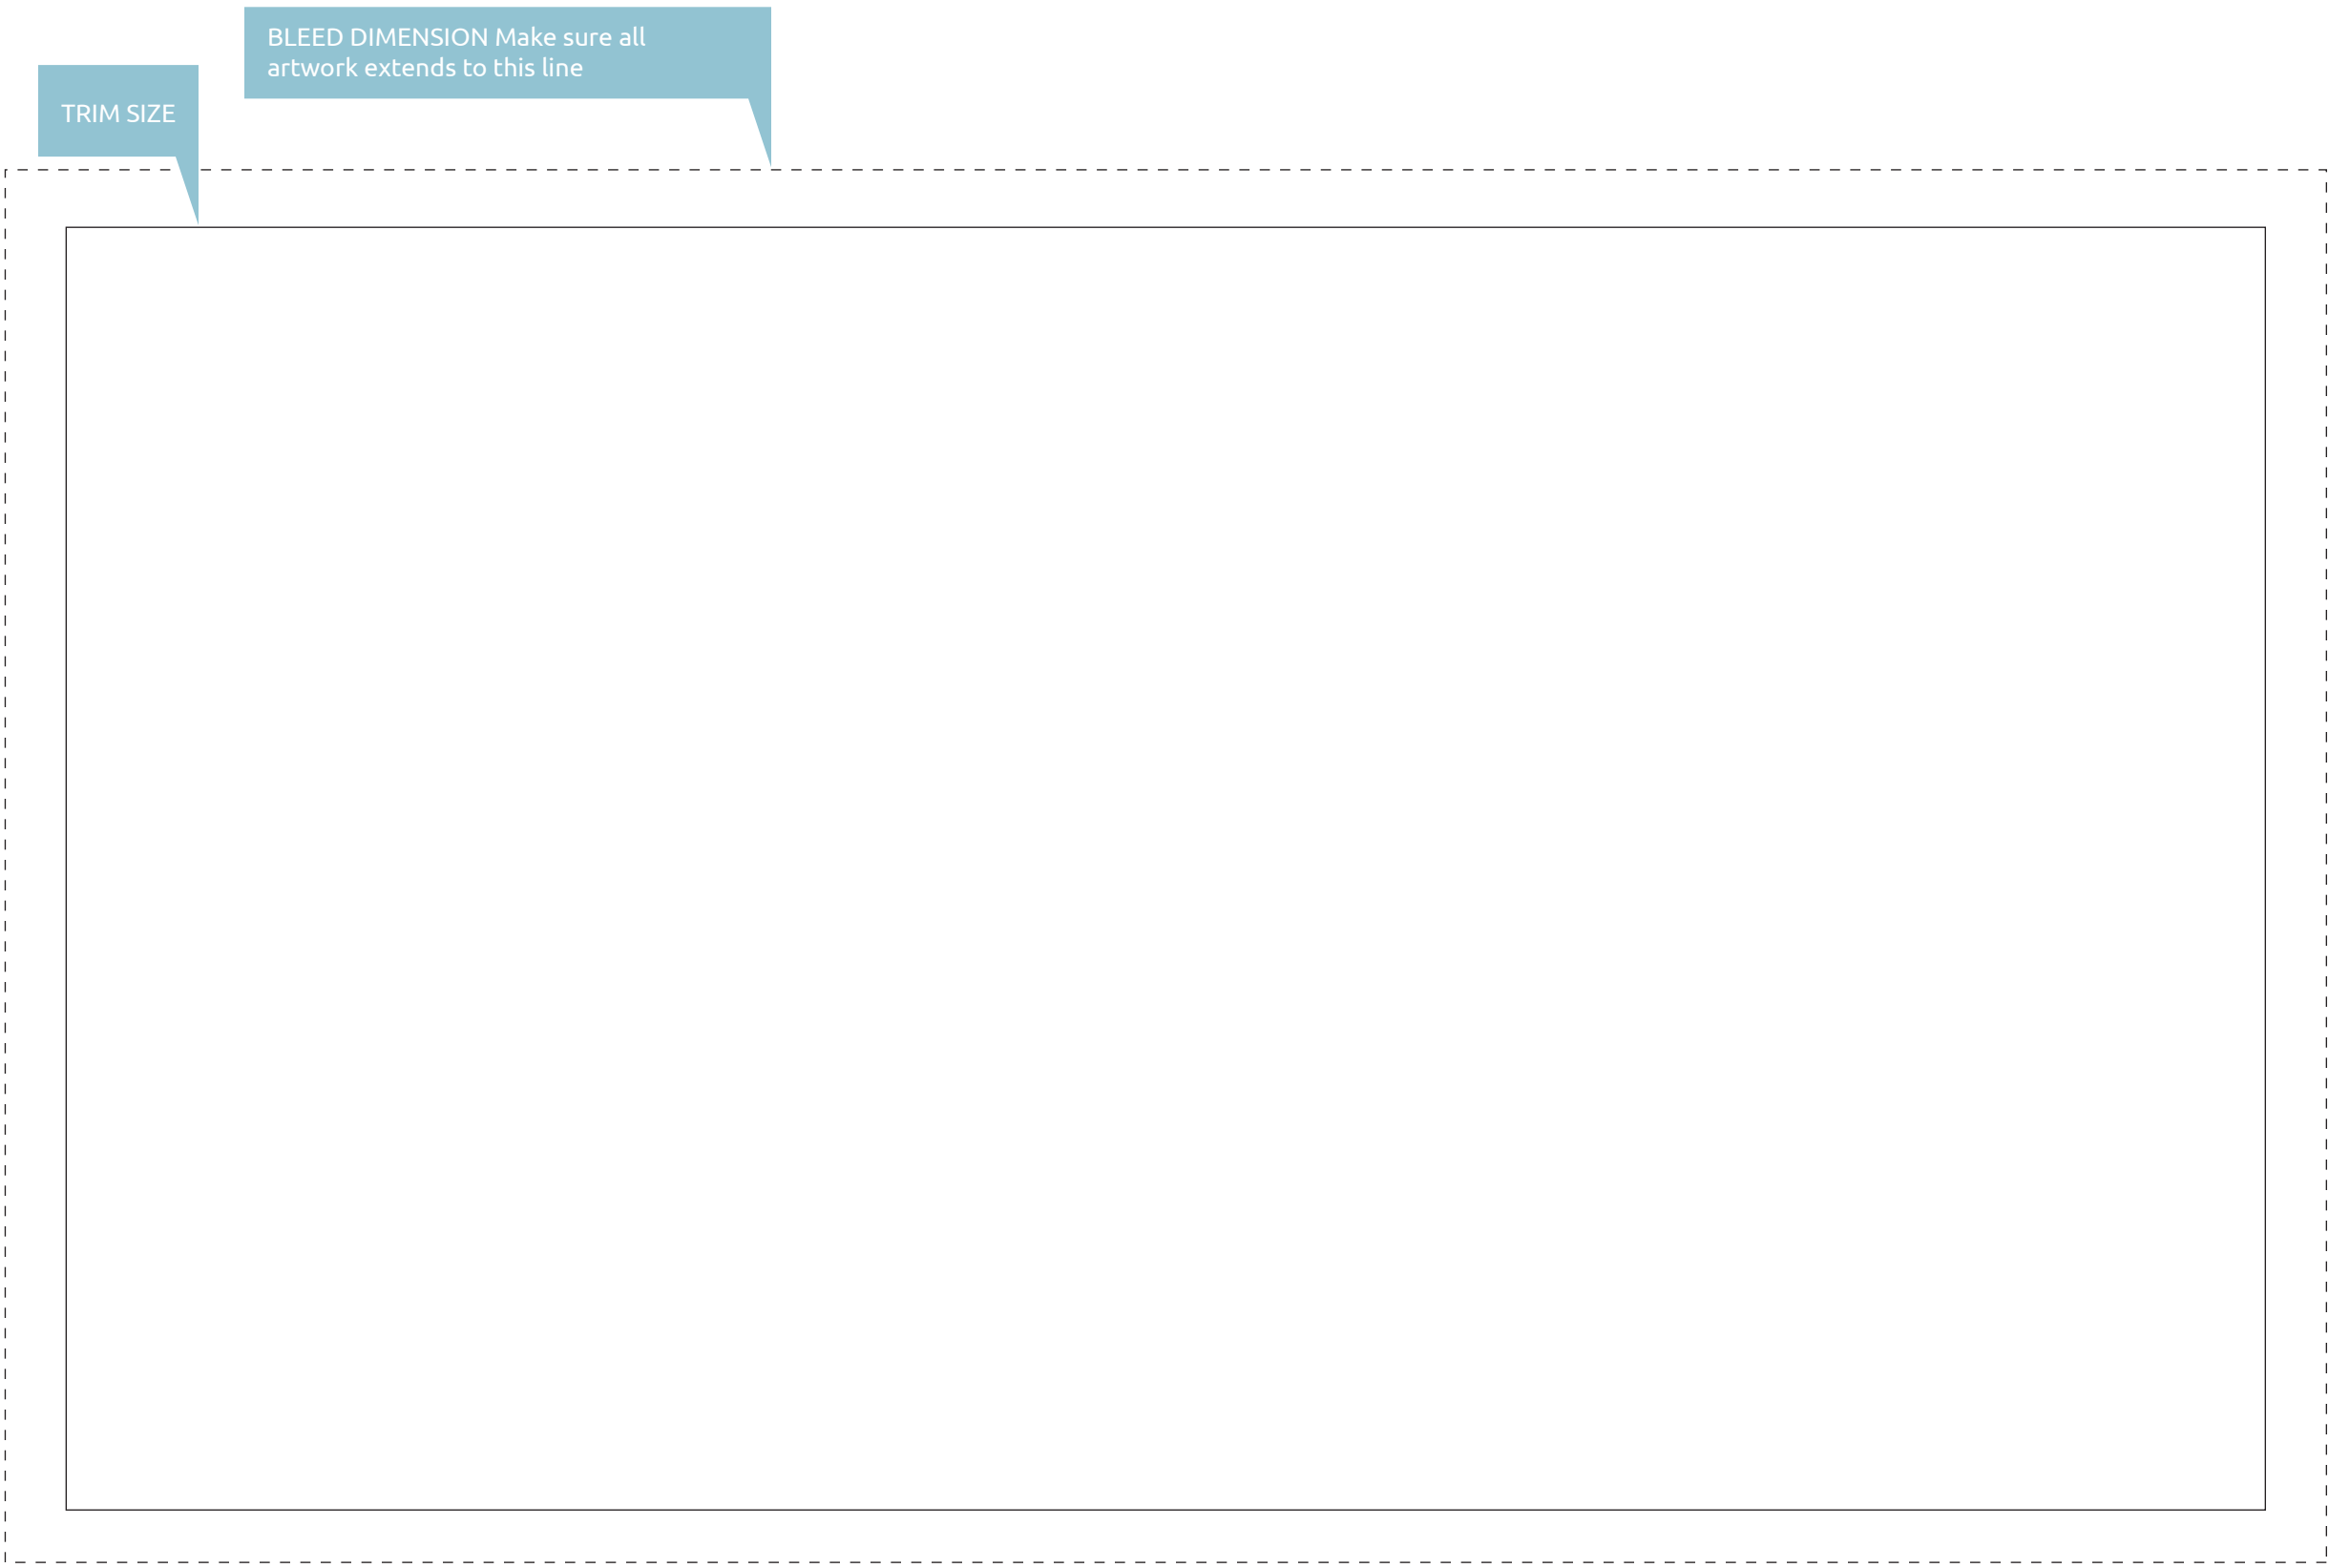 BLEED DIMENSION Make sure all
artwork extends to this line
TRIM SIZE